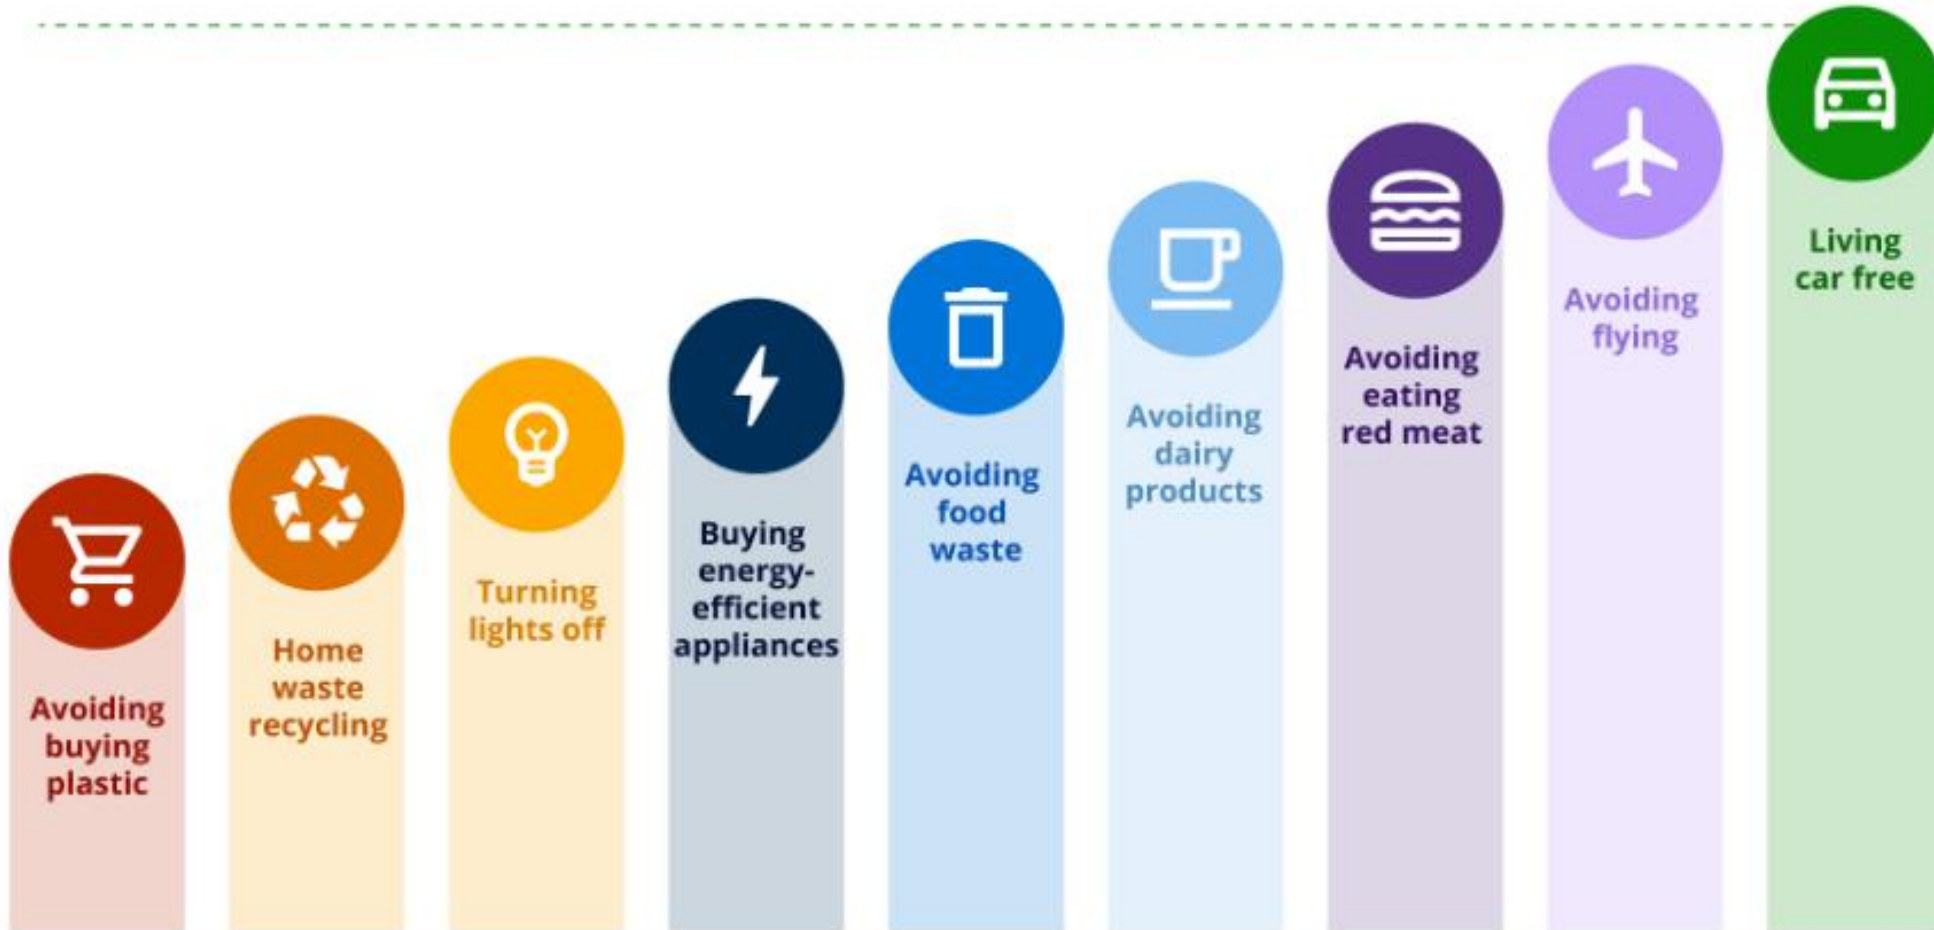 Avoiding
buying
plastic
Home
waste
recycling
Turning
lights off
Buying
energy-
efficient
appliances
Avoiding
food
waste
Avoiding
dairy
products
Avoiding
eating
red meat
Avoiding
flying
Living
car free